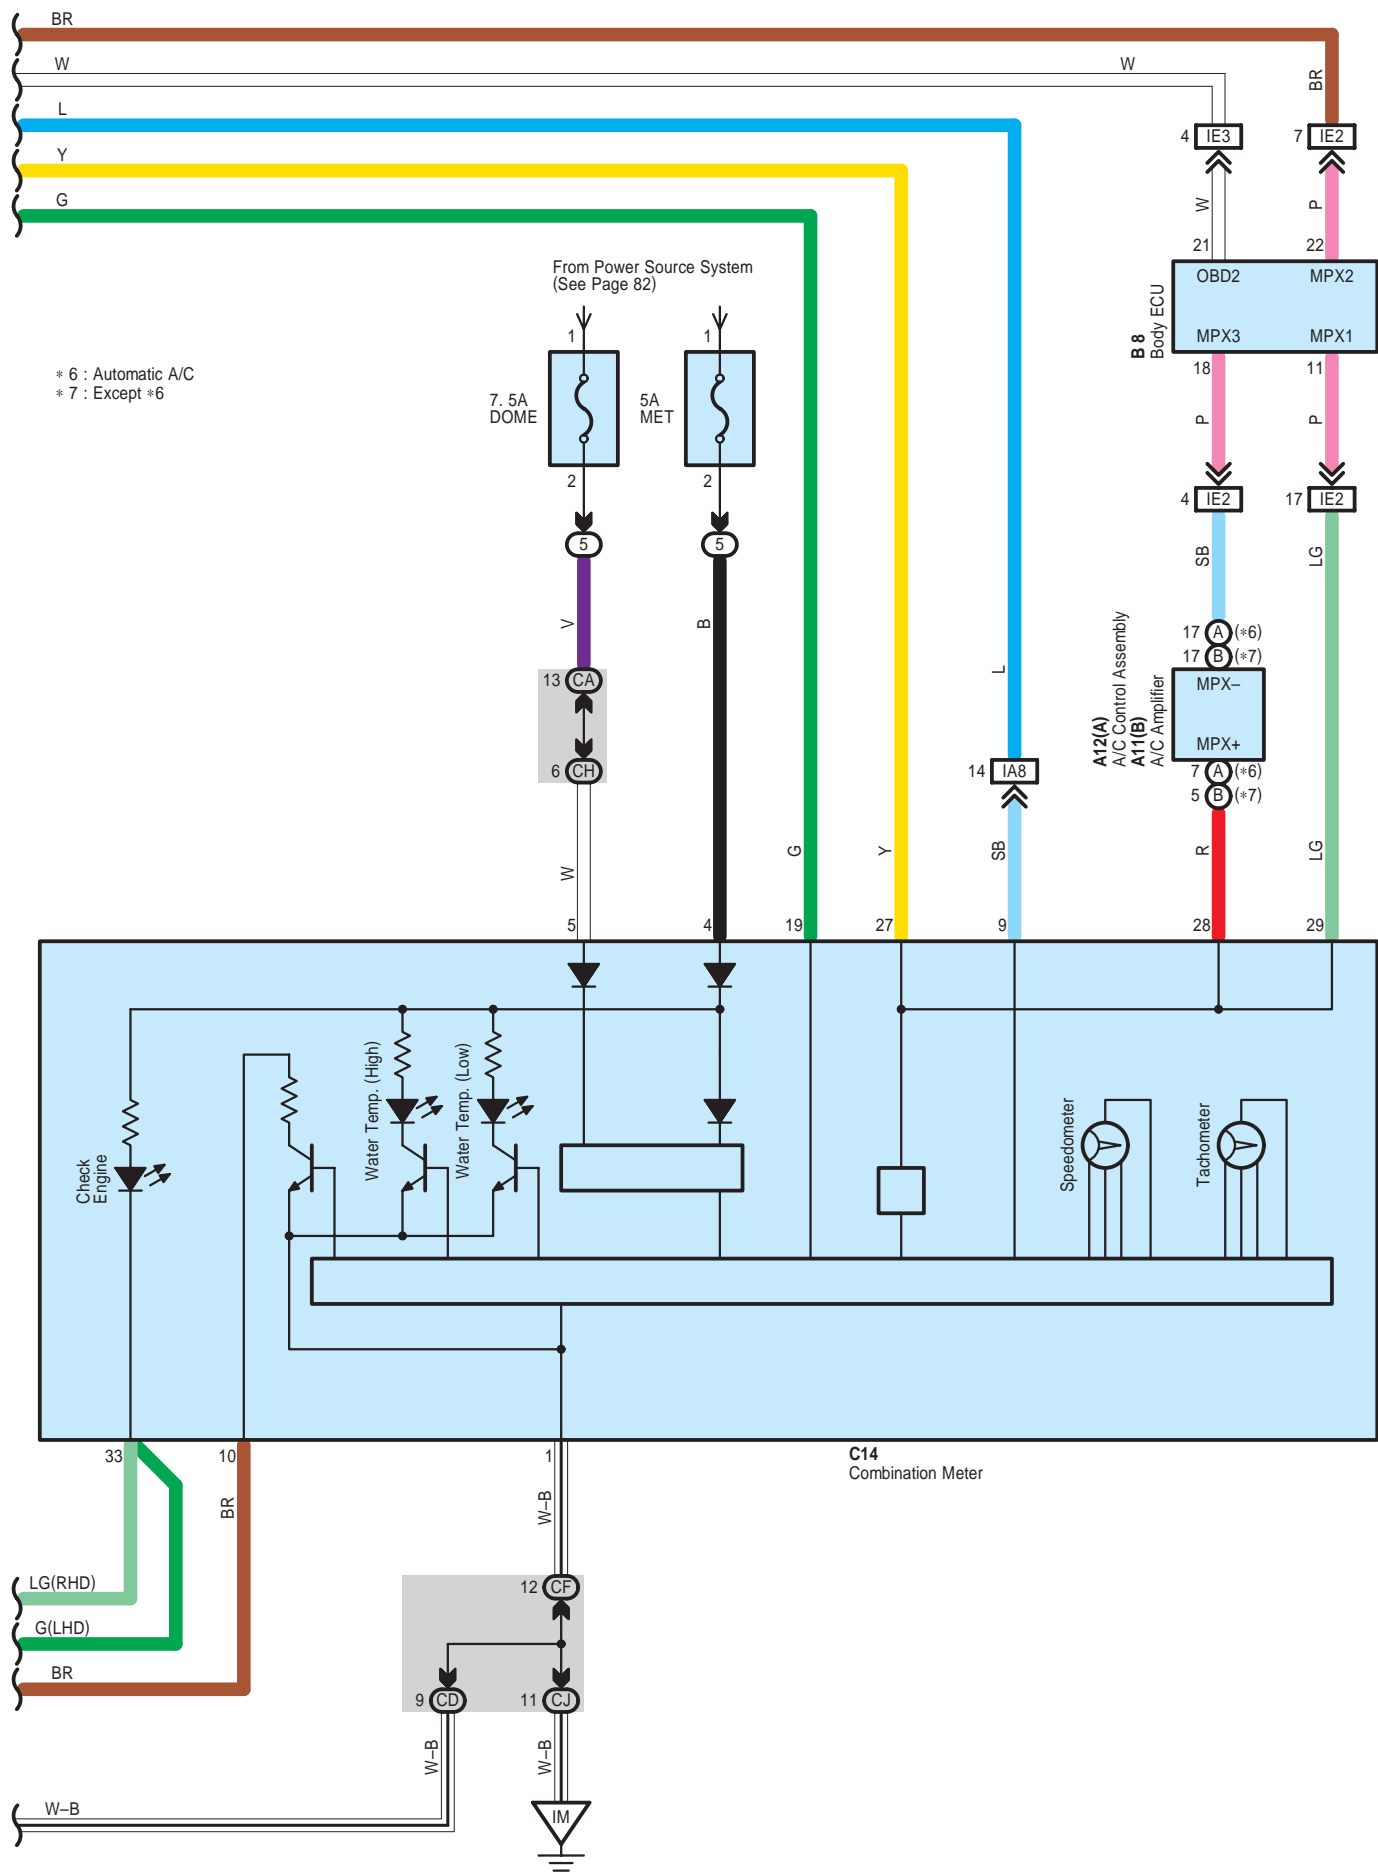 BR
W
W
L
Y
G
BR
4 IE3
7 IE2
W
P
21
22
From Power Source System
(See Page 82)
OBD2
MPX2
MPX3
MPX1
B 8
Body ECU
1
1
18
11
* 6 : Automatic A/C
* 7 : Except *6
7. 5A
DOME
5A
MET
P
P
2
2
4 IE2
17 IE2
5
5
SB
LG
V
B
17 A (*6)
17 B (*7)
L
13 CA
MPX–
MPX+
A12(A)
A/C Control Assembly
A11(B)
A/C Amplifier
6 CH
14 IA8
7 A (*6)
5 B (*7)
W
G
Y
SB
R
LG
5
4
19
27
9
28
29
Check
Engine
Water Temp. (High)
Water Temp. (Low)
Speedometer
Tachometer
33
10
1
C14
Combination Meter
BR
W–B
LG(RHD)
12 CF
G(LHD)
BR
9 CD
11 CJ
W–B
W–B
W–B
IM